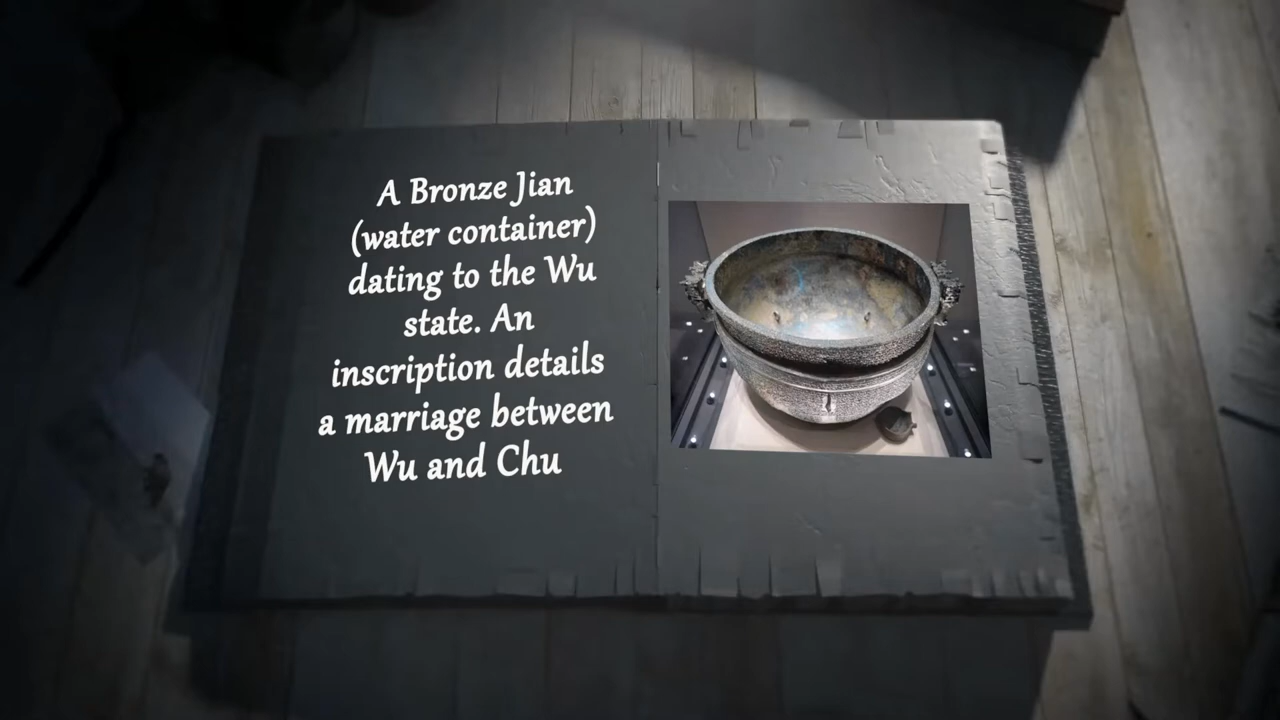 A Bronze Jian
(water container)
dating to the Wu
state. An
inscription details
a marriage between
Wu and Chu